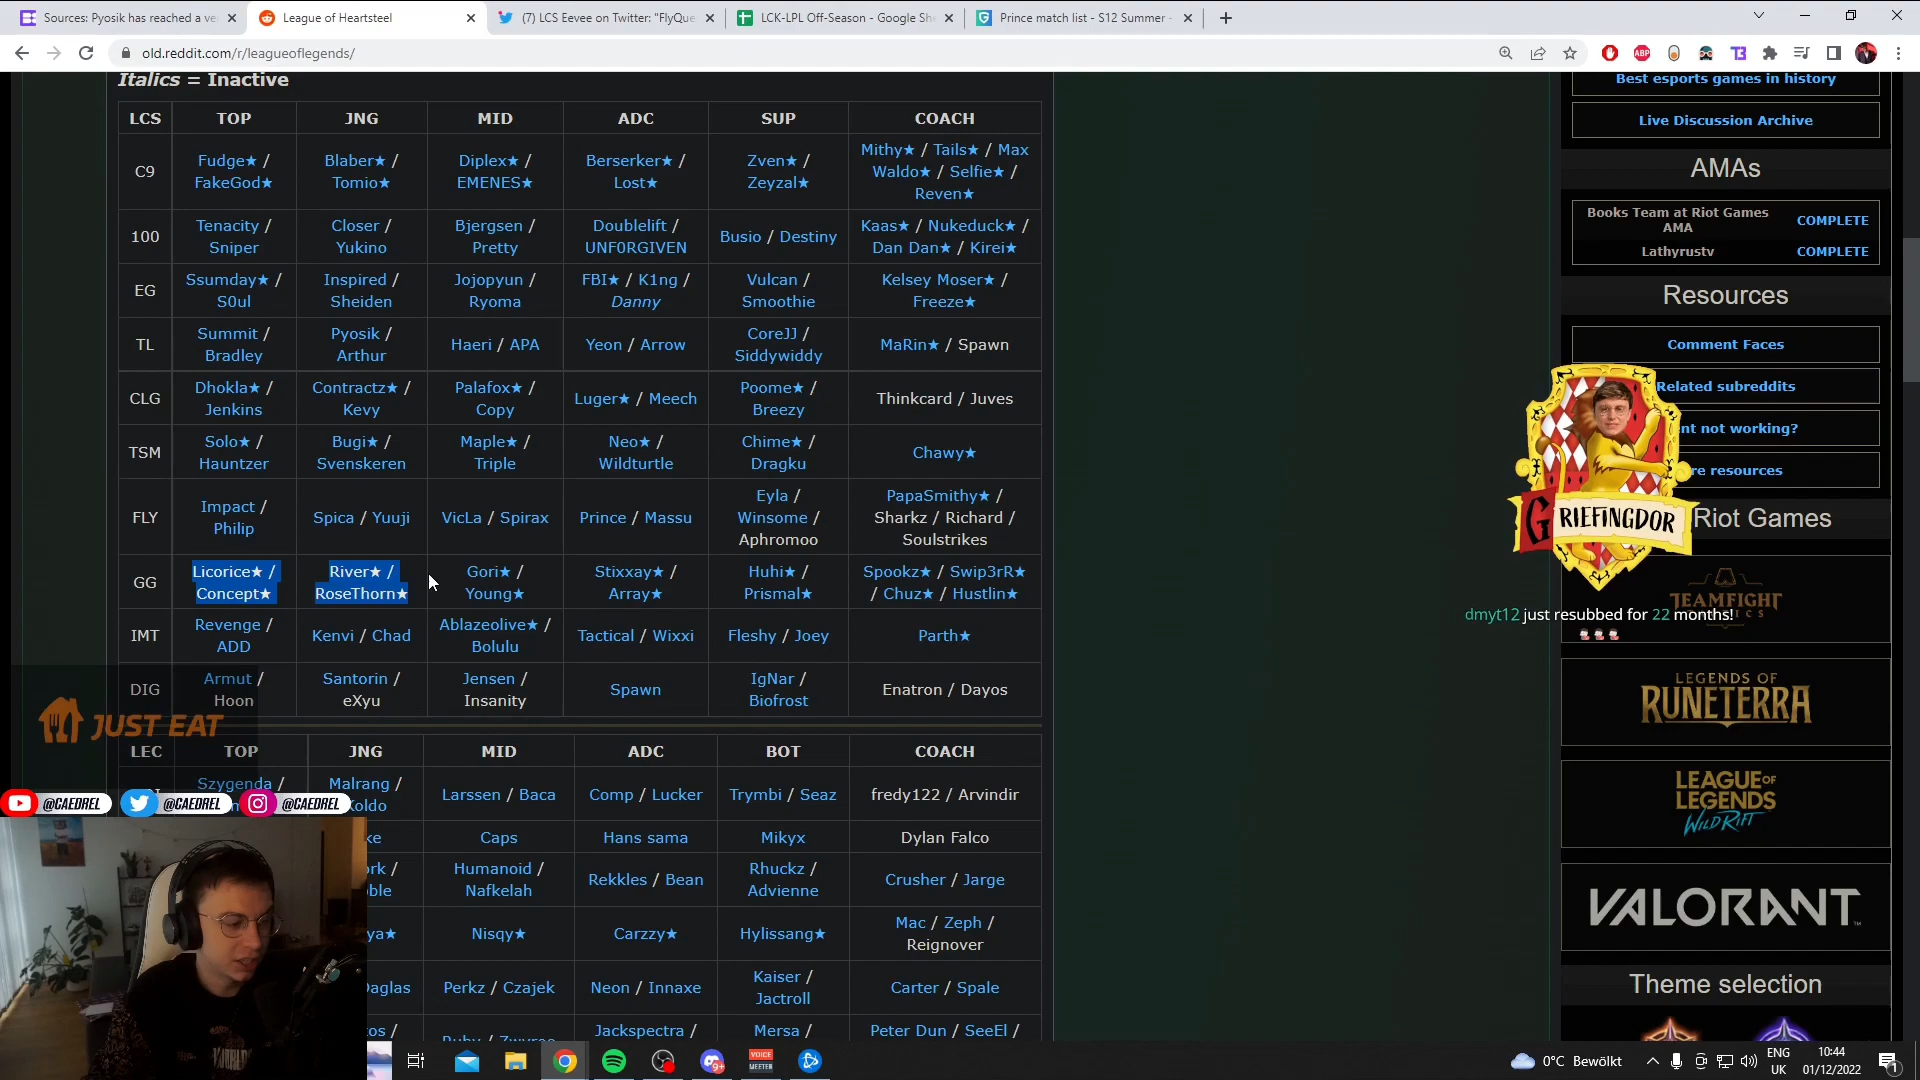 Sources: Pyosik has reached a ve
League of Heartsteel
(7) LCS Eevee on Twitter: "FlyQue
LCK-LPL Off-Season - Google She
Prince match list - S12 Summer -
old.reddit.com/r/leagueoflegends/
Italics = Inactive
LCS TOP JNG MID ADC SUP COACH
C9
Fudge★ /
FakeGod★
Blaber★ /
Tomio★
Diplex★ /
EMENES★
Berserker★ /
Lost★
Zven★ /
Zeyzal★
Mithy★ / Tails★ / Max
Waldo★ / Selfie★ /
Reven★
100
Tenacity /
Sniper
Closer /
Yukino
Bjergsen /
Pretty
Doublelift /
UNF0RGIVEN
Busio / Destiny
Kaas★ / Nukeduck★ /
Dan Dan★ / Kirei★
EG
Ssumday★ /
S0ul
Inspired /
Sheiden
Jojopyun /
Ryoma
FBI★ / K1ng /
Danny
Vulcan /
Smoothie
Kelsey Moser★ /
Freeze★
TL
Summit /
Bradley
Pyosik /
Arthur
Haeri / APA
Yeon / Arrow
CoreJJ /
Siddywiddy
MaRin★ / Spawn
CLG
Dhokla★ /
Jenkins
Contractz★ /
Kevy
Palafox★ /
Copy
Luger★ / Meech
Poome★ /
Breezy
Thinkcard / Juves
TSM
Solo★ /
Hauntzer
Bugi★ /
Svenskeren
Maple★ /
Triple
Neo★ /
Wildturtle
Chime★ /
Dragku
Chawy★
FLY
Impact /
Philip
Spica / Yuuji
VicLa / Spirax
Prince / Massu
Eyla /
Winsome /
Aphromoo
PapaSmithy★ /
Sharkz / Richard /
Soulstrikes
GG
Licorice★ /
Concept★
River★ /
RoseThorn★
Gori★ /
Young★
Stixxay★ /
Array★
Huhi★ /
Prismal★
Spookz★ / Swip3rR★
/ Chuz★ / Hustlin★
IMT
Revenge /
ADD
Kenvi / Chad
Ablazeolive★ /
Bolulu
Tactical / Wixxi
Fleshy / Joey
Parth★
DIG
Armut /
Hoon
Santorin /
eXyu
Jensen /
Insanity
Spawn
IgNar /
Biofrost
Enatron / Dayos
JUST EAT
LEC TOP JNG MID ADC BOT COACH
Szygenda /
Malrang /
oldo
Larssen / Baca
Comp / Lucker
Trymbi / Seaz
fredy122 / Arvindir
@CAEDREL
@CAEDREL
@CAEDREL
ke
Caps
Hans sama
Mikyx
Dylan Falco
ork /
ble
Humanoid /
Nafkelah
Rekkles / Bean
Rhuckz /
Advienne
Crusher / Jarge
ya★
Nisqy★
Carzzy★
Hylissang★
Mac / Zeph /
Reignover
Daglas
Perkz / Czajek
Neon / Innaxe
Kaiser /
Jactroll
Carter / Spale
os /
Jackspectra /
Mersa /
Peter Dun / SeeEl /
Best esports games in history
Live Discussion Archive
AMAs
Books Team at Riot Games
AMA
COMPLETE
Lathyrustv
COMPLETE
Resources
Comment Faces
Related subreddits
nt not working?
re resources
GRIEFINGDOR
Riot Games
TEAMFIGHT
dmyt12 just resubbed for 22 months!
LEGENDS OF
RUNETERRA
LEAGUE OF
LEGENDS
WILD RIFT
VALORANT
Theme selection
VOICE
MEETER
0°C Bewölkt
ENG
UK
10:44
01/12/2022